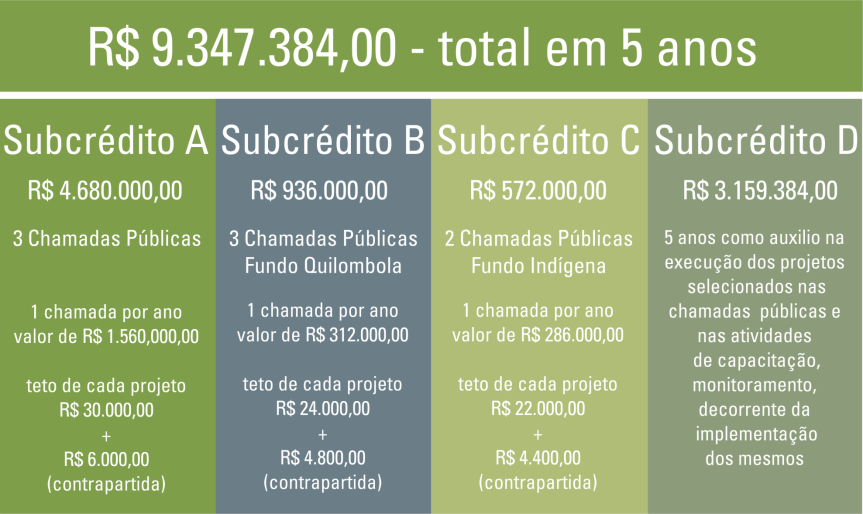 R$ 9.347.384,00 - total em 5 anos
Subcrédito A
R$ 4.680.000,00
3 Chamadas Públicas
1 chamada por ano
valor de R$ 1.560,000,00
teto de cada projeto
R$ 30.000,00
+
R$ 6.000,00
(contrapartida)
Subcrédito B
R$ 936.000,00
3 Chamadas Públicas
Fundo Quilombola
1 chamada por ano
valor de R$ 312.000,00
teto de cada projeto
R$ 24.000,00
+
R$ 4.800,00
(contrapartida)
Subcrédito C
R$ 572.000,00
2 Chamadas Públicas
Fundo Indígena
1 chamada por ano
valor de R$ 286.000,00
teto de cada projeto
R$ 22.000,00
+
R$ 4.400,00
(contrapartida)
Subcrédito D
R$ 3.159.384,00
5 anos como auxilio na
execução dos projetos
selecionados nas
chamadas públicas e
nas atividades
de capacitação,
monitoramento,
decorrente da
implementação
dos mesmos